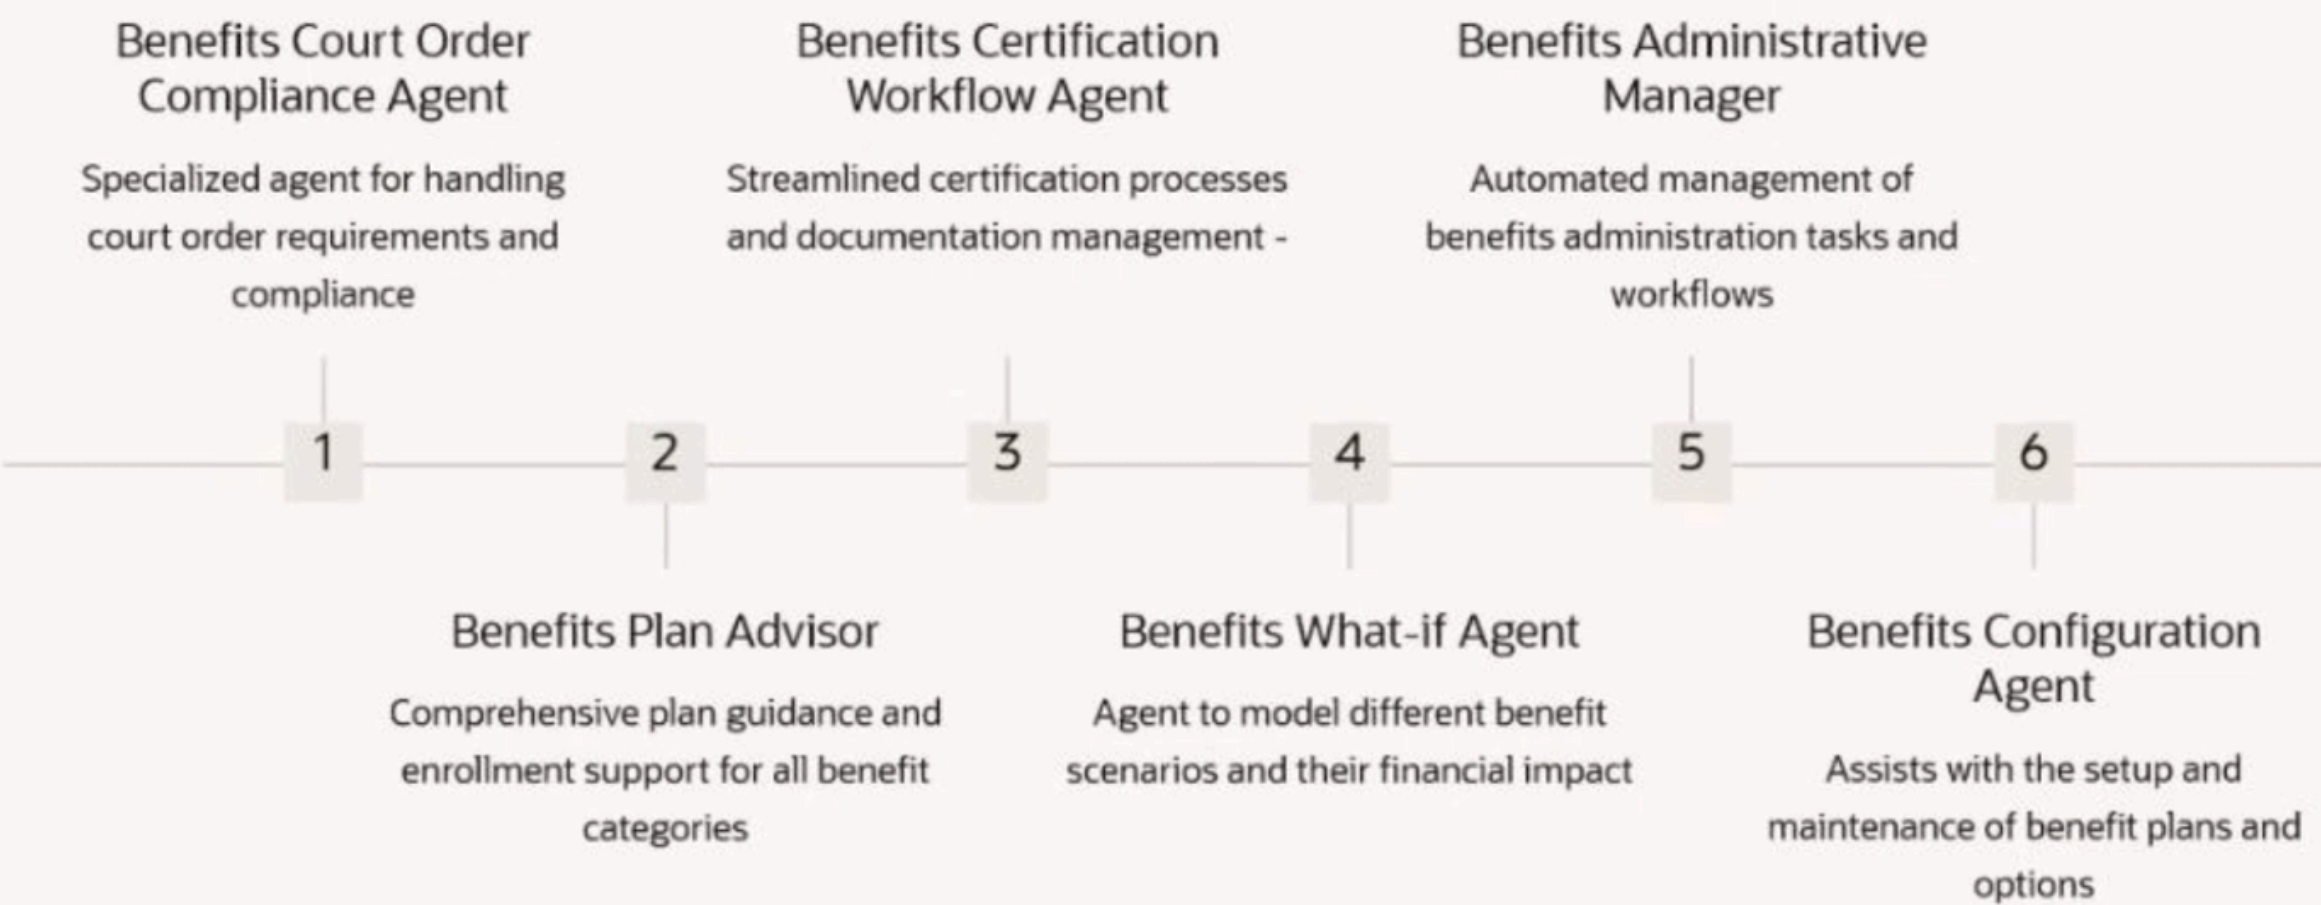 Benefits Court Order
Compliance Agent
Specialized agent for handling
court order requirements and
compliance
Benefits Certification
Workflow Agent
Streamlined certification processes
and documentation management -
Benefits Administrative
Manager
Automated management of
benefits administration tasks and
workflows
1
2
3
4
5
6
Benefits Plan Advisor
Comprehensive plan guidance and
enrollment support for all benefit
categories
Benefits What-if Agent
Agent to model different benefit
scenarios and their financial impact
Benefits Configuration
Agent
Assists with the setup and
maintenance of benefit plans and
options